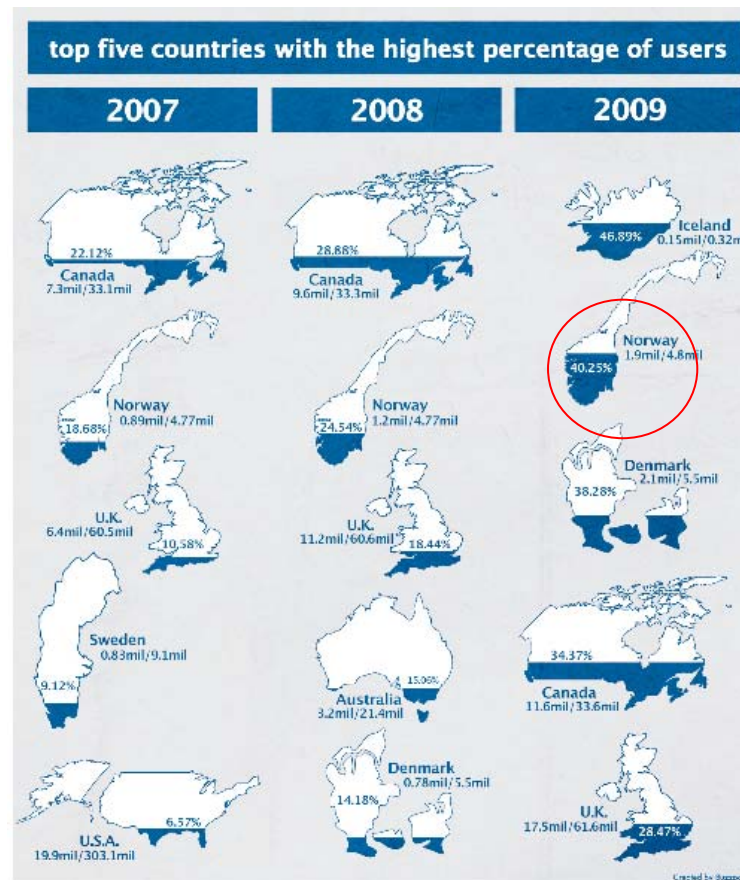 top five countries with the highest percentage of users
2007
2008
2009
22.12%
Canada
7.3mil/33.1mil
18.68%
Norway
0.89mil/4.77mil
U.K.
6.4mil/60.5mil
10.58%
Sweden
0.83mil/9.1mil
9.12%
6.57%
U.S.A.
19.9mil/303.1mil
28.88%
Canada
9.6mil/33.3mil
Norway
1.2mil/4.77mil
24.54%
U.K.
11.2mil/60.6mil
18.44%
15.06%
Australia
3.2mil/21.4mil
Denmark
0.78mil/5.5mil
14.18%
Iceland
46.89%
0.15mil/0.32m
Norway
1.9mil/4.8mil
40.25%
Denmark
2.1mil/5.5mil
38.28%
34.37%
Canada
11.6mil/33.6mil
U.K.
17.5mil/61.6mil
28.47%
Created by